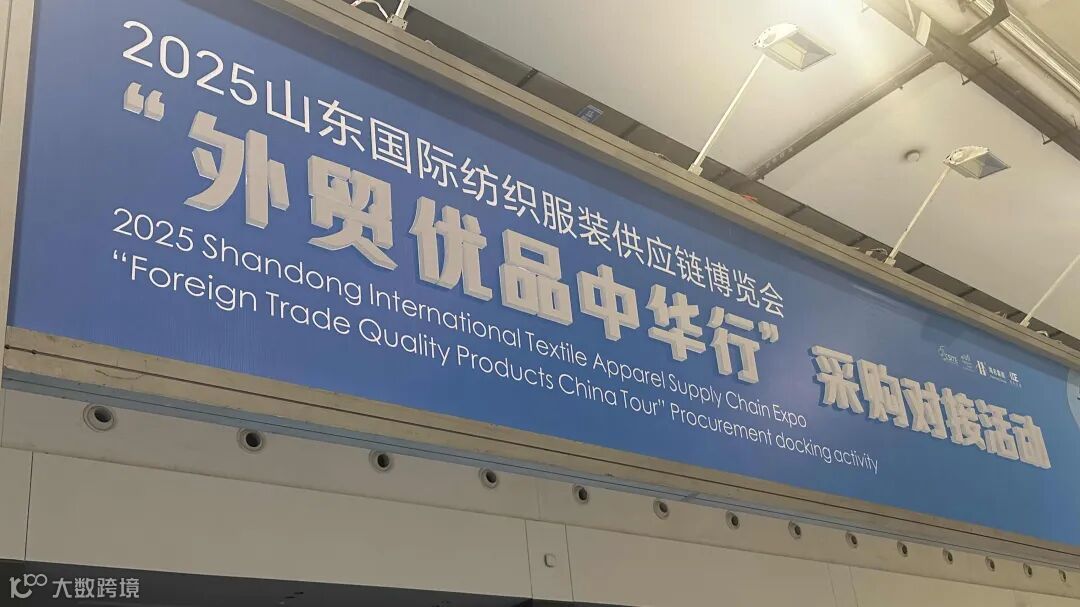 2025山东国际纺织服装供应链博览会
“外贸优品中华行”采购对接活动
2025 Shandong International Textile Apparel Supply Chain Expo
“Foreign Trade Quality Products China Tour” Procurement docking activity
大数跨境